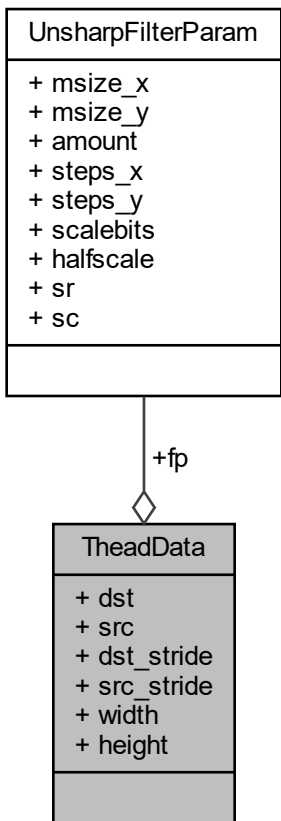 UnsharpFilterParam
+ msize_x
+ msize_y
+ amount
+ steps_x
+ steps_y
+ scalebits
+ halfscale
+ sr
+ sc
+fp
TheadData
+ dst
+ src
+ dst_stride
+ src_stride
+ width
+ height